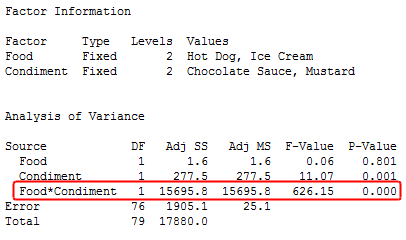 Factor Information
Factor Type Levels Values
Food Fixed 2 Hot Dog, Ice Cream
Condiment Fixed 2 Chocolate Sauce, Mustard
Analysis of Variance
Source DF Adj SS Adj MS F-Value P-Value
Food 1 1.6 1.6 0.06 0.801
Condiment 1 277.5 277.5 11.07 0.001
Food*Condiment 1 15695.8 15695.8 626.15 0.000
Error 76 1905.1 25.1
Total 79 17880.0